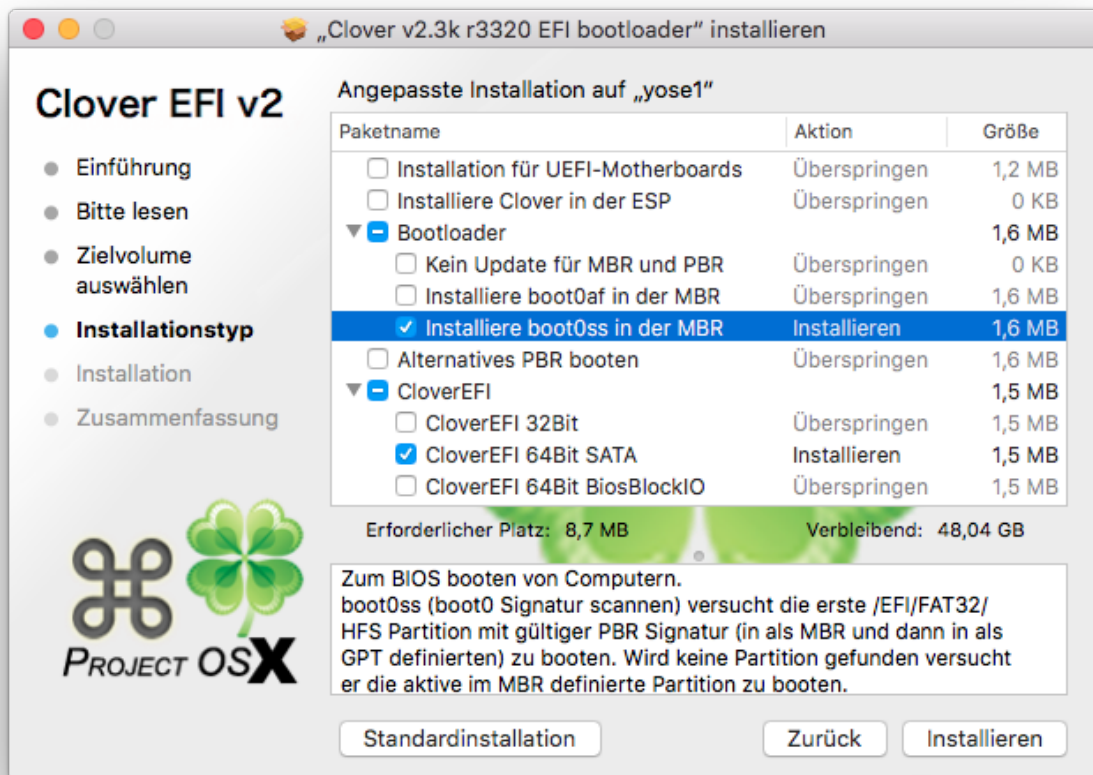 „Clover v2.3k r3320 EFI bootloader“ installieren
Clover EFI v2
Einführung
Bitte lesen
Zielvolume
auswählen
Installationstyp
Installation
Zusammenfassung
PROJECT OSX
Angepasste Installation auf „yose1“
Paketname Aktion Größe
Installation für UEFI-Motherboards Überspringen 1,2 MB
Installiere Clover in der ESP Überspringen 0 KB
Bootloader 1,6 MB
Kein Update für MBR und PBR Überspringen 0 KB
Installiere boot0af in der MBR Überspringen 1,6 MB
Installiere boot0ss in der MBR Installieren 1,6 MB
Alternatives PBR booten Überspringen 1,6 MB
CloverEFI 1,5 MB
CloverEFI 32Bit Überspringen 1,5 MB
CloverEFI 64Bit SATA Installieren 1,5 MB
CloverEFI 64Bit BiosBlockIO Überspringen 1,5 MB
Erforderlicher Platz: 8,7 MB Verbleibend: 48,04 GB
Zum BIOS booten von Computern.
boot0ss (boot0 Signatur scannen) versucht die erste /EFI/FAT32/
HFS Partition mit gültiger PBR Signatur (in als MBR und dann in als
GPT definierten) zu booten. Wird keine Partition gefunden versucht
er die aktive im MBR definierte Partition zu booten.
Standardinstallation Zurück Installieren